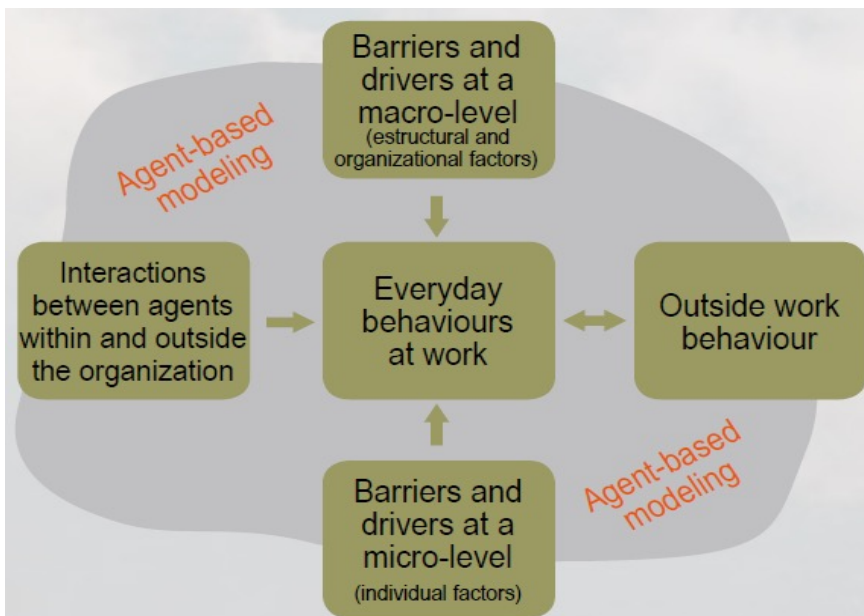 Barriers and
drivers at a
macro-level
(estructural and
organizational factors)
Agent-based
modeling
Interactions
between agents
within and outside
the organization
Everyday
behaviours
at work
Outside work
behaviour
Barriers and
drivers at a
micro-level
(individual factors)
Agent-based
modeling